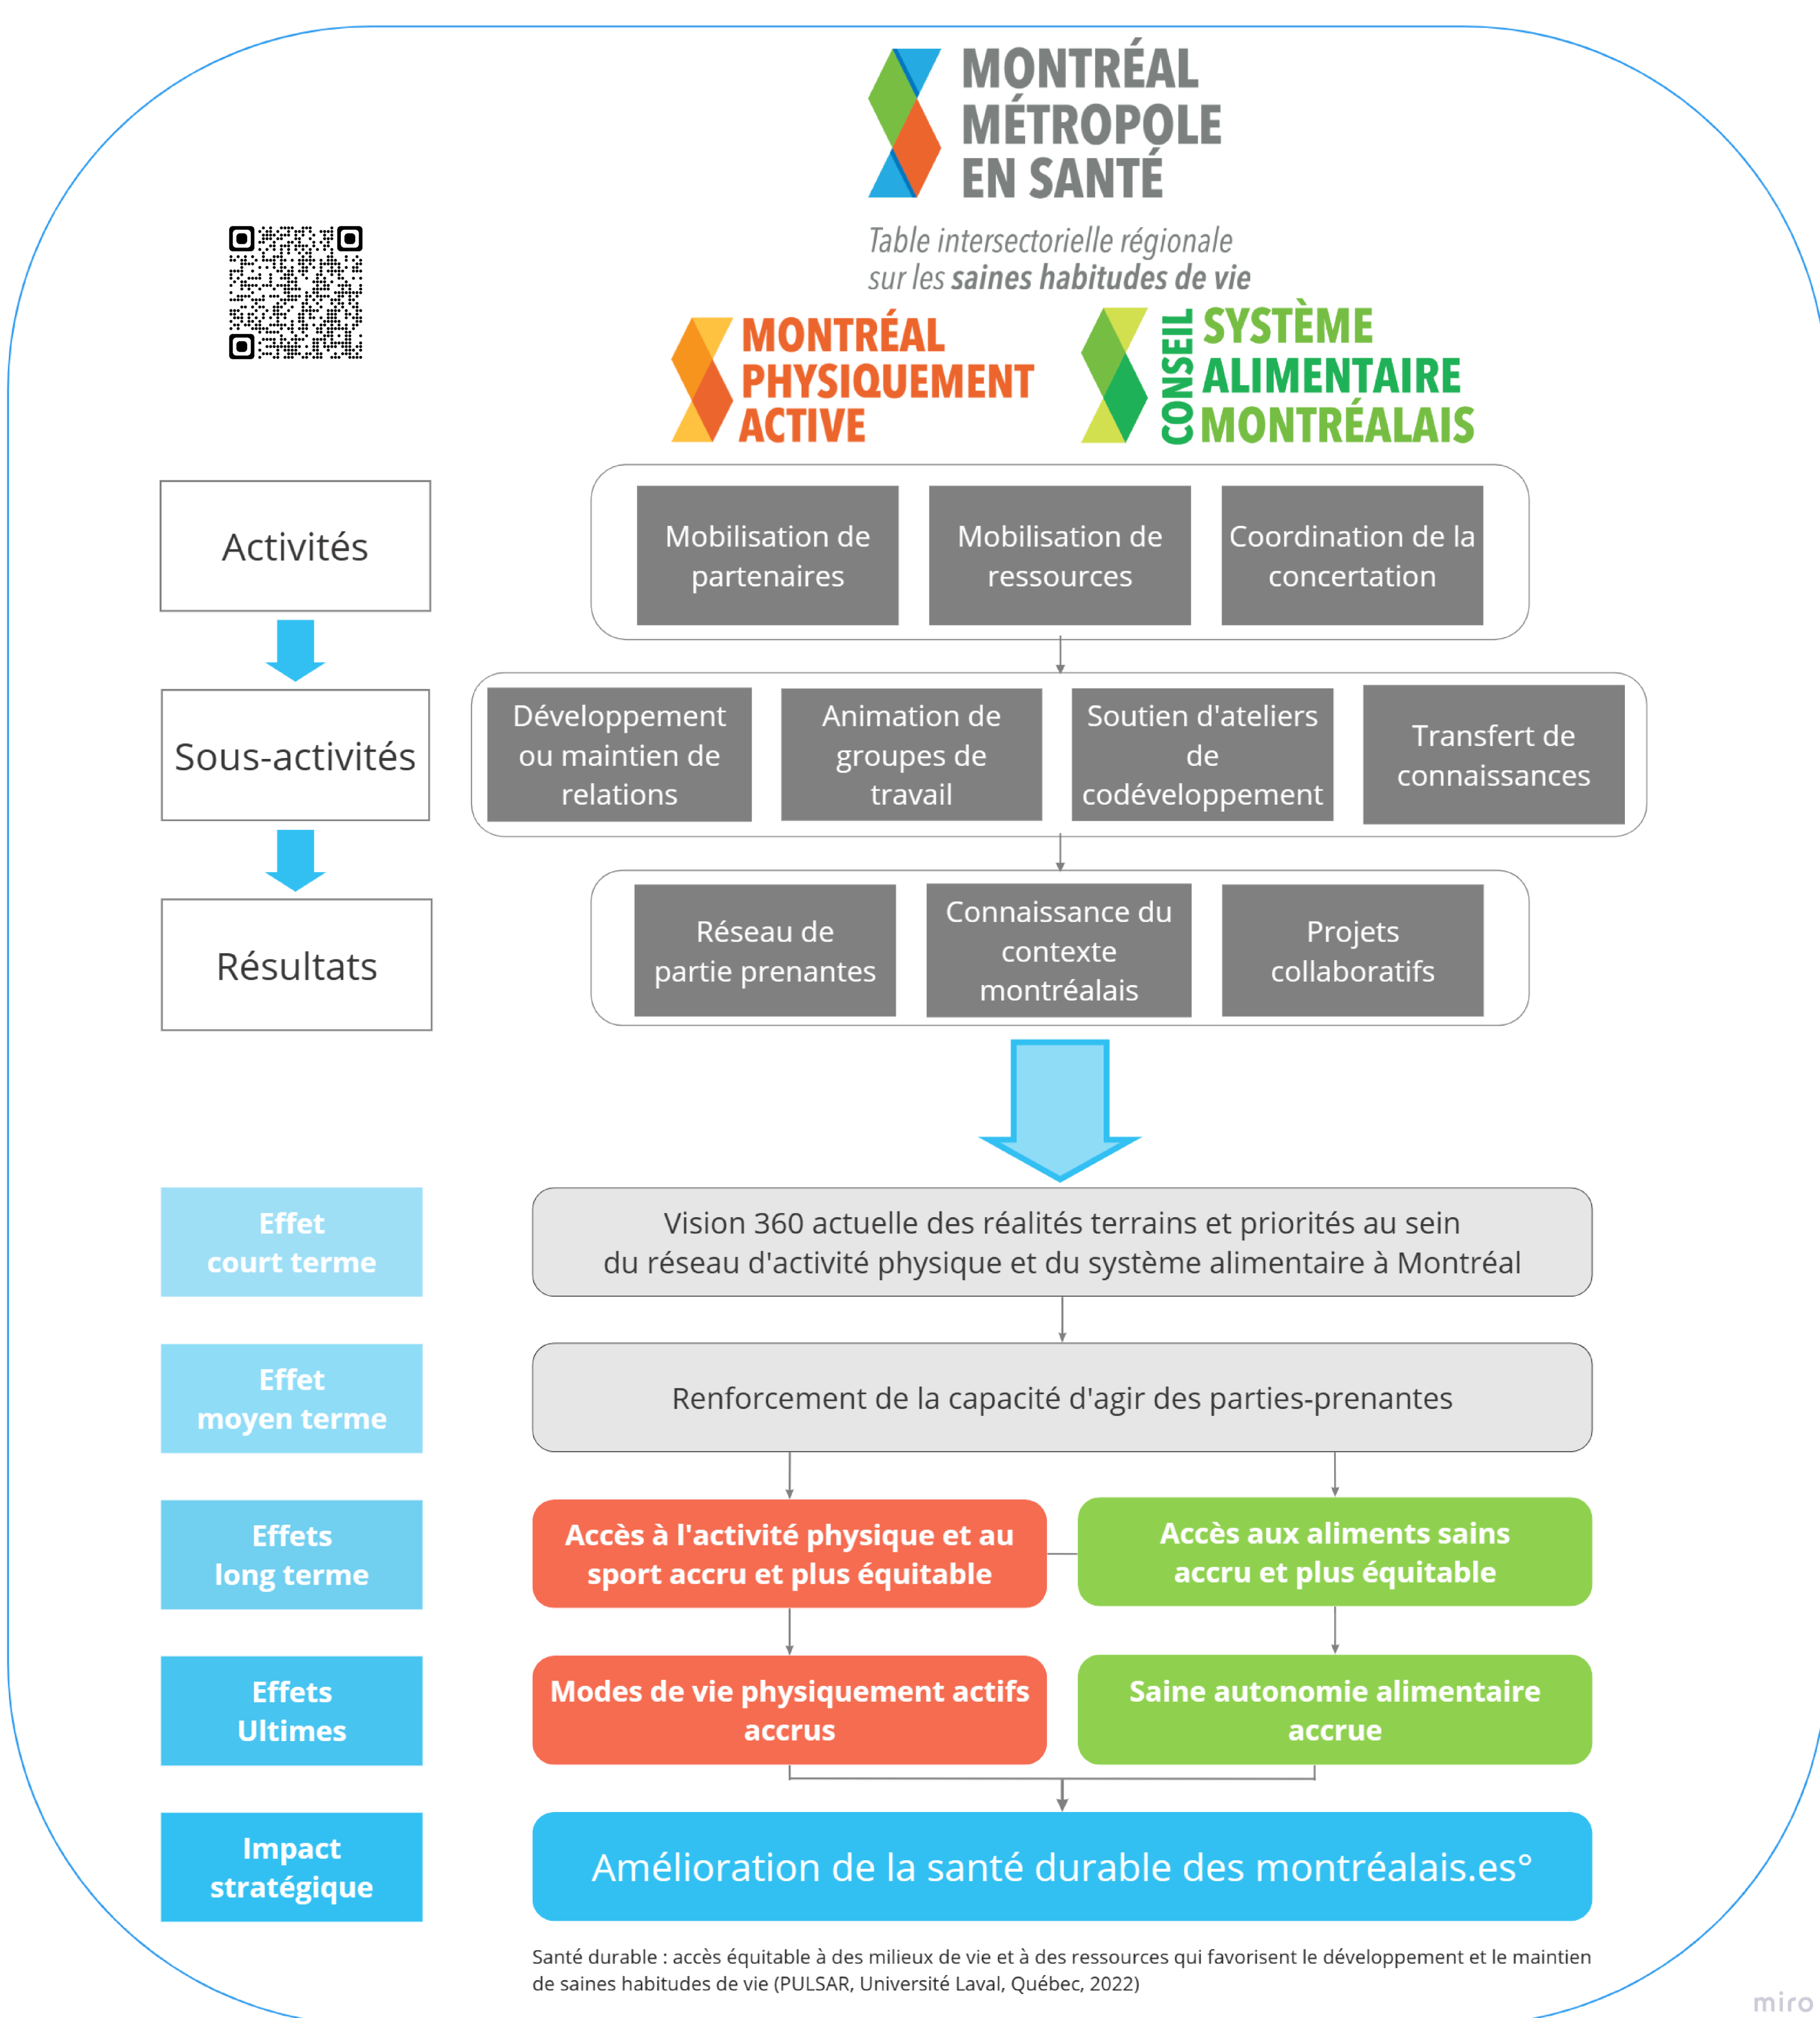 MONTRÉAL
MÉTROPOLE
EN SANTÉ
Table intersectorielle régionale
sur les saines habitudes de vie
MONTRÉAL
PHYSIQUEMENT
ACTIVE
CONSEIL
SYSTÈME
ALIMENTAIRE
MONTRÉALAIS
Activités
Mobilisation de
partenaires
Mobilisation de
ressources
Coordination de la
concertation
Sous-activités
Développement
ou maintien de
relations
Animation de
groupes de
travail
Soutien d'ateliers
de
codéveloppement
Transfert de
connaissances
Résultats
Réseau de
partie prenantes
Connaissance du
contexte
montréalais
Projets
collaboratifs
Effet
court terme
Vision 360 actuelle des réalités terrains et priorités au sein
du réseau d'activité physique et du système alimentaire à Montréal
Effet
moyen terme
Renforcement de la capacité d'agir des parties-prenantes
Effets
long terme
Accès à l'activité physique et au
sport accru et plus équitable
Accès aux aliments sains
accru et plus équitable
Effets
Ultimes
Modes de vie physiquement actifs
accrus
Saine autonomie alimentaire
accrue
Impact
stratégique
Amélioration de la santé durable des montréalais.es°
Santé durable : accès équitable à des milieux de vie et à des ressources qui favorisent le développement et le maintien
de saines habitudes de vie (PULSAR, Université Laval, Québec, 2022)
miro